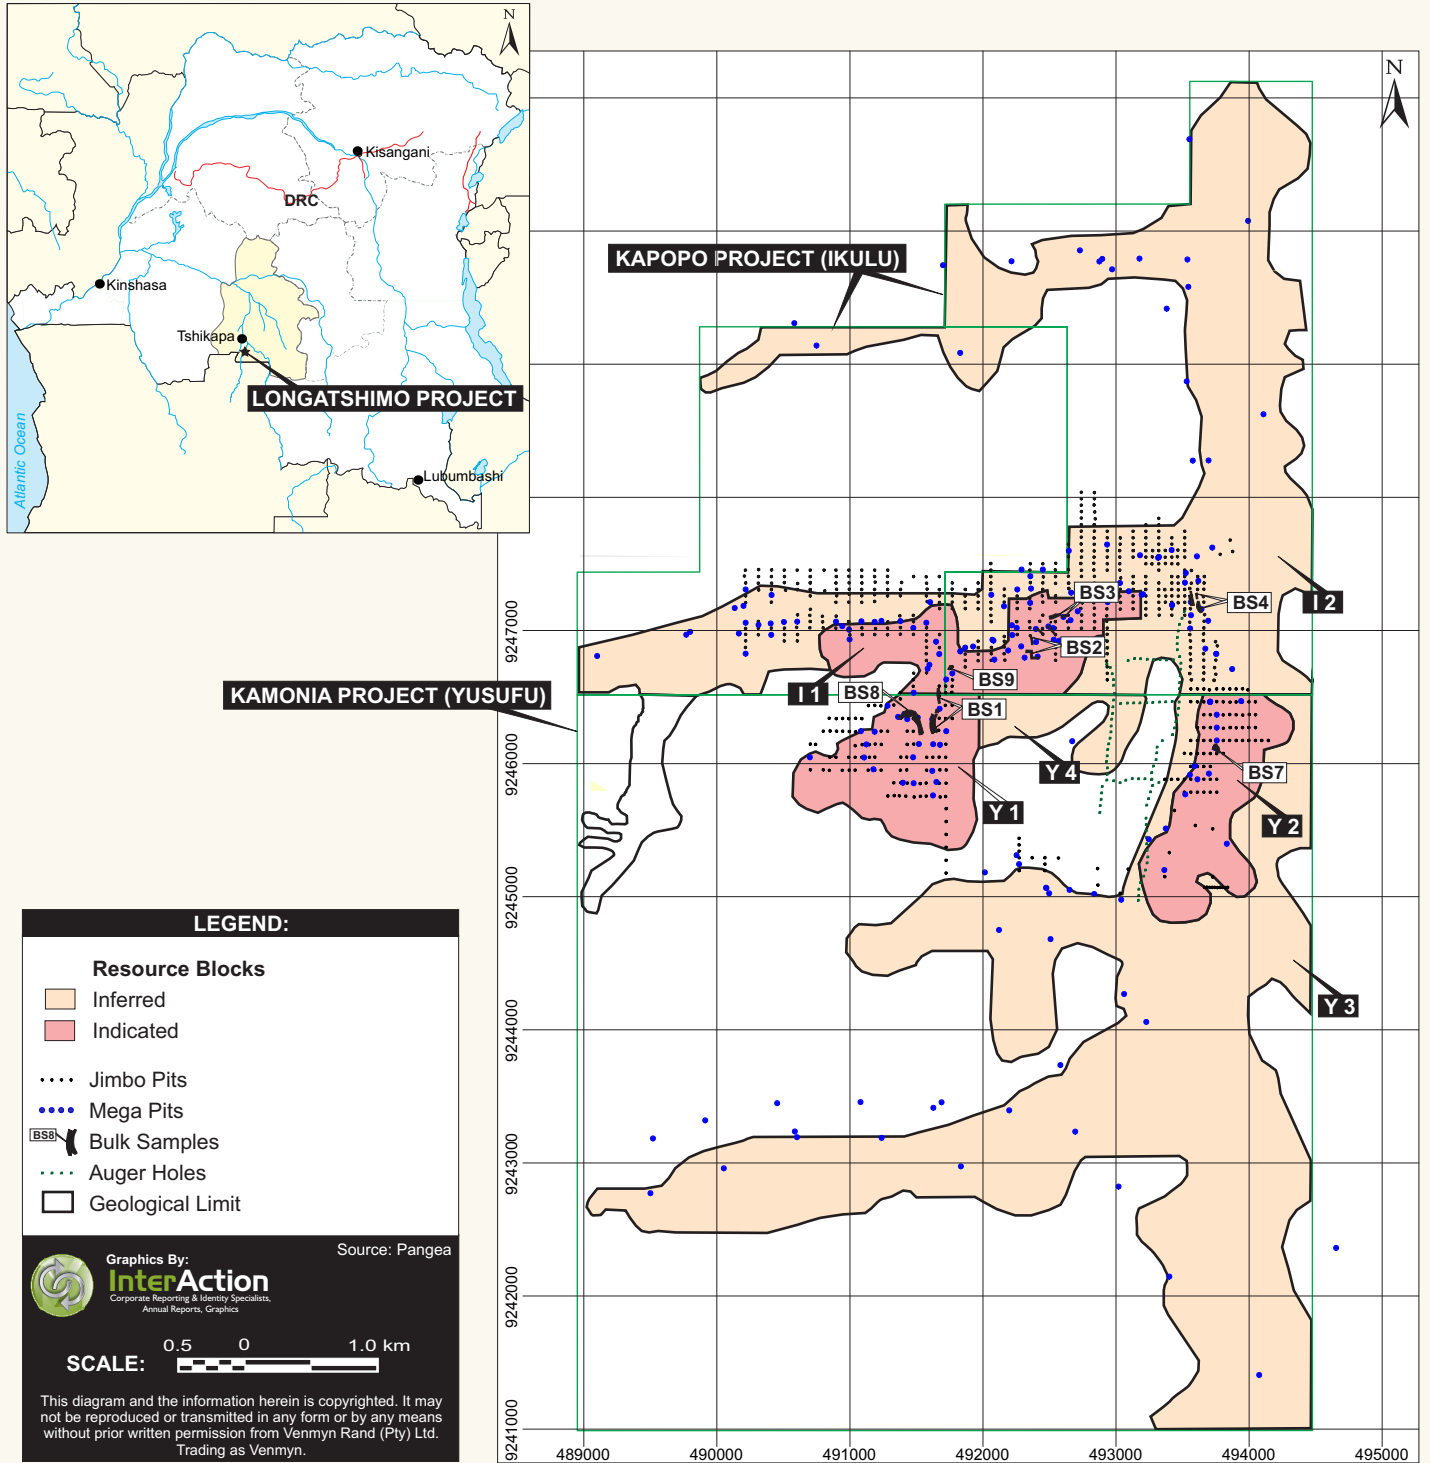 N
Kisangani
DRC
Kinshasa
Tshikapa
LONGATSHIMO PROJECT
Lubumbashi
Atlantic Ocean
N
KAPOPO PROJECT (IKULU)
KAMONIA PROJECT (YUSUFU)
BS3
BS4
I 2
BS2
BS9
I 1
BS8
BS1
Y 4
BS7
Y 1
Y 2
Y 3
9247000
9246000
9245000
9244000
9243000
9242000
9241000
489000
490000
491000
492000
493000
494000
495000
LEGEND:
Resource Blocks
Inferred
Indicated
Jimbo Pits
Mega Pits
BS8
Bulk Samples
Auger Holes
Geological Limit
Source: Pangea
Graphics By:
InterAction
Corporate Reporting & Identity Specialists,
Annual Reports, Graphics
0.5 0 1.0 km
SCALE:
This diagram and the information herein is copyrighted. It may
not be reproduced or transmitted in any form or by any means
without prior written permission from Venmyn Rand (Pty) Ltd.
Trading as Venmyn.